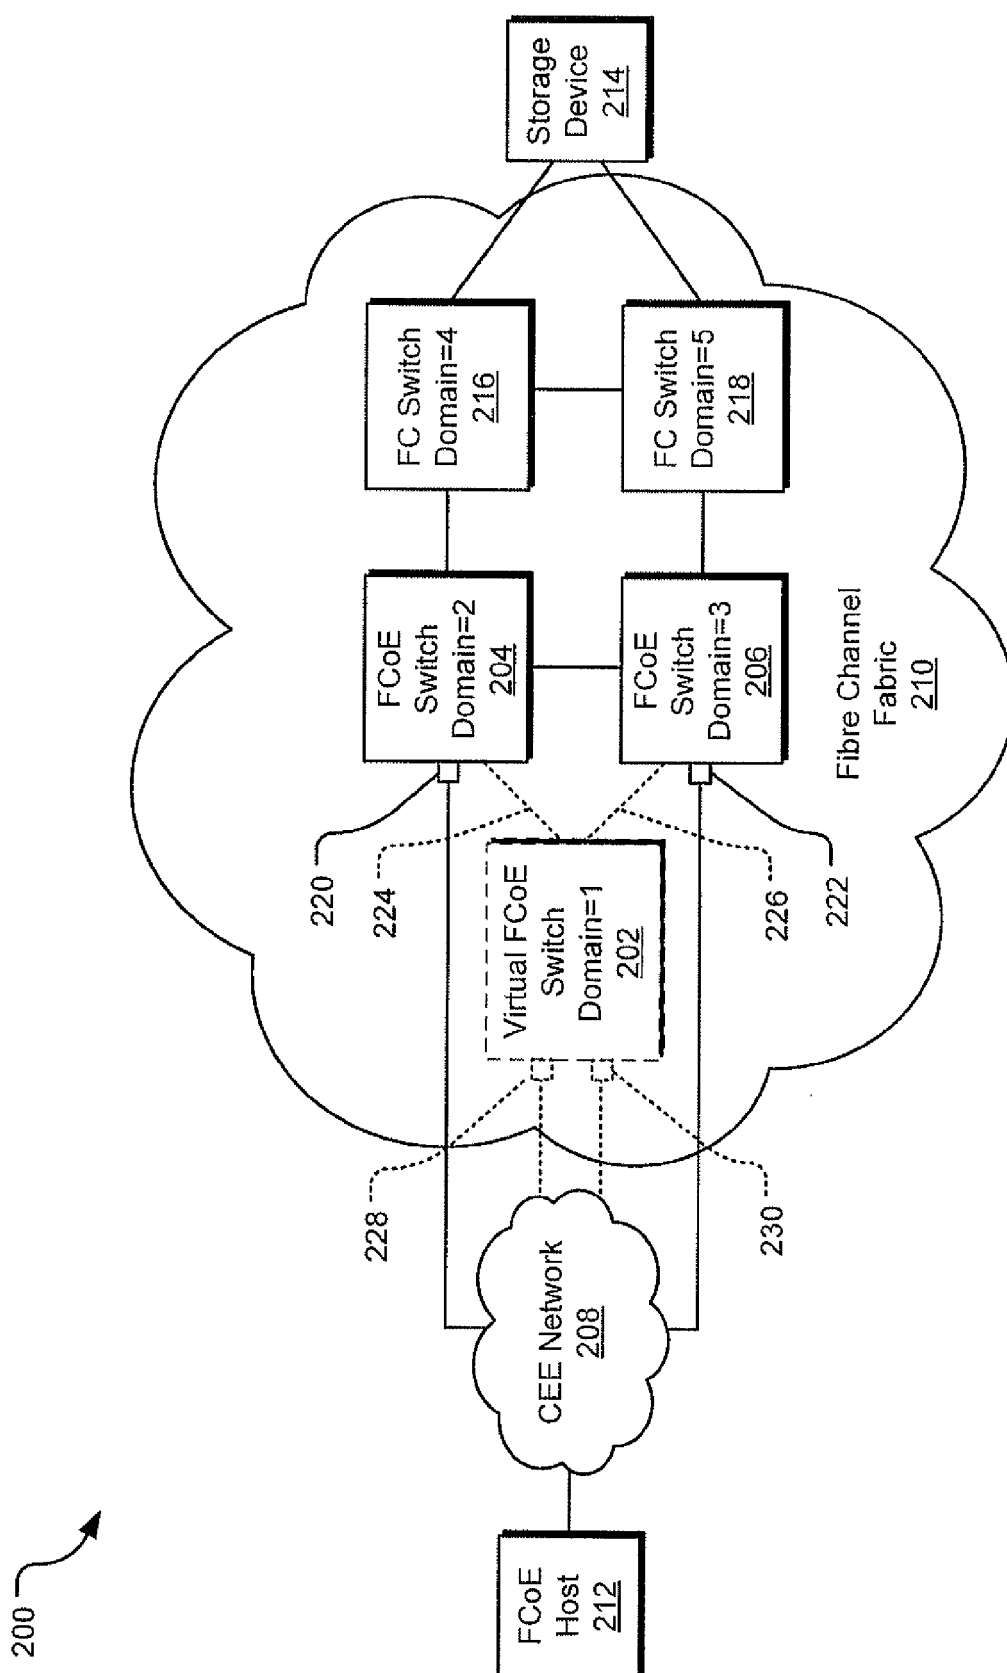 200
FCoE
Host
212
CEE Network
208
228
230
Virtual FCoE
Switch
Domain=1
202
220
224
226
222
FCoE
Switch
Domain=2
204
FCoE
Switch
Domain=3
206
Fibre Channel
Fabric
210
FC Switch
Domain=4
216
FC Switch
Domain=5
218
Storage
Device
214